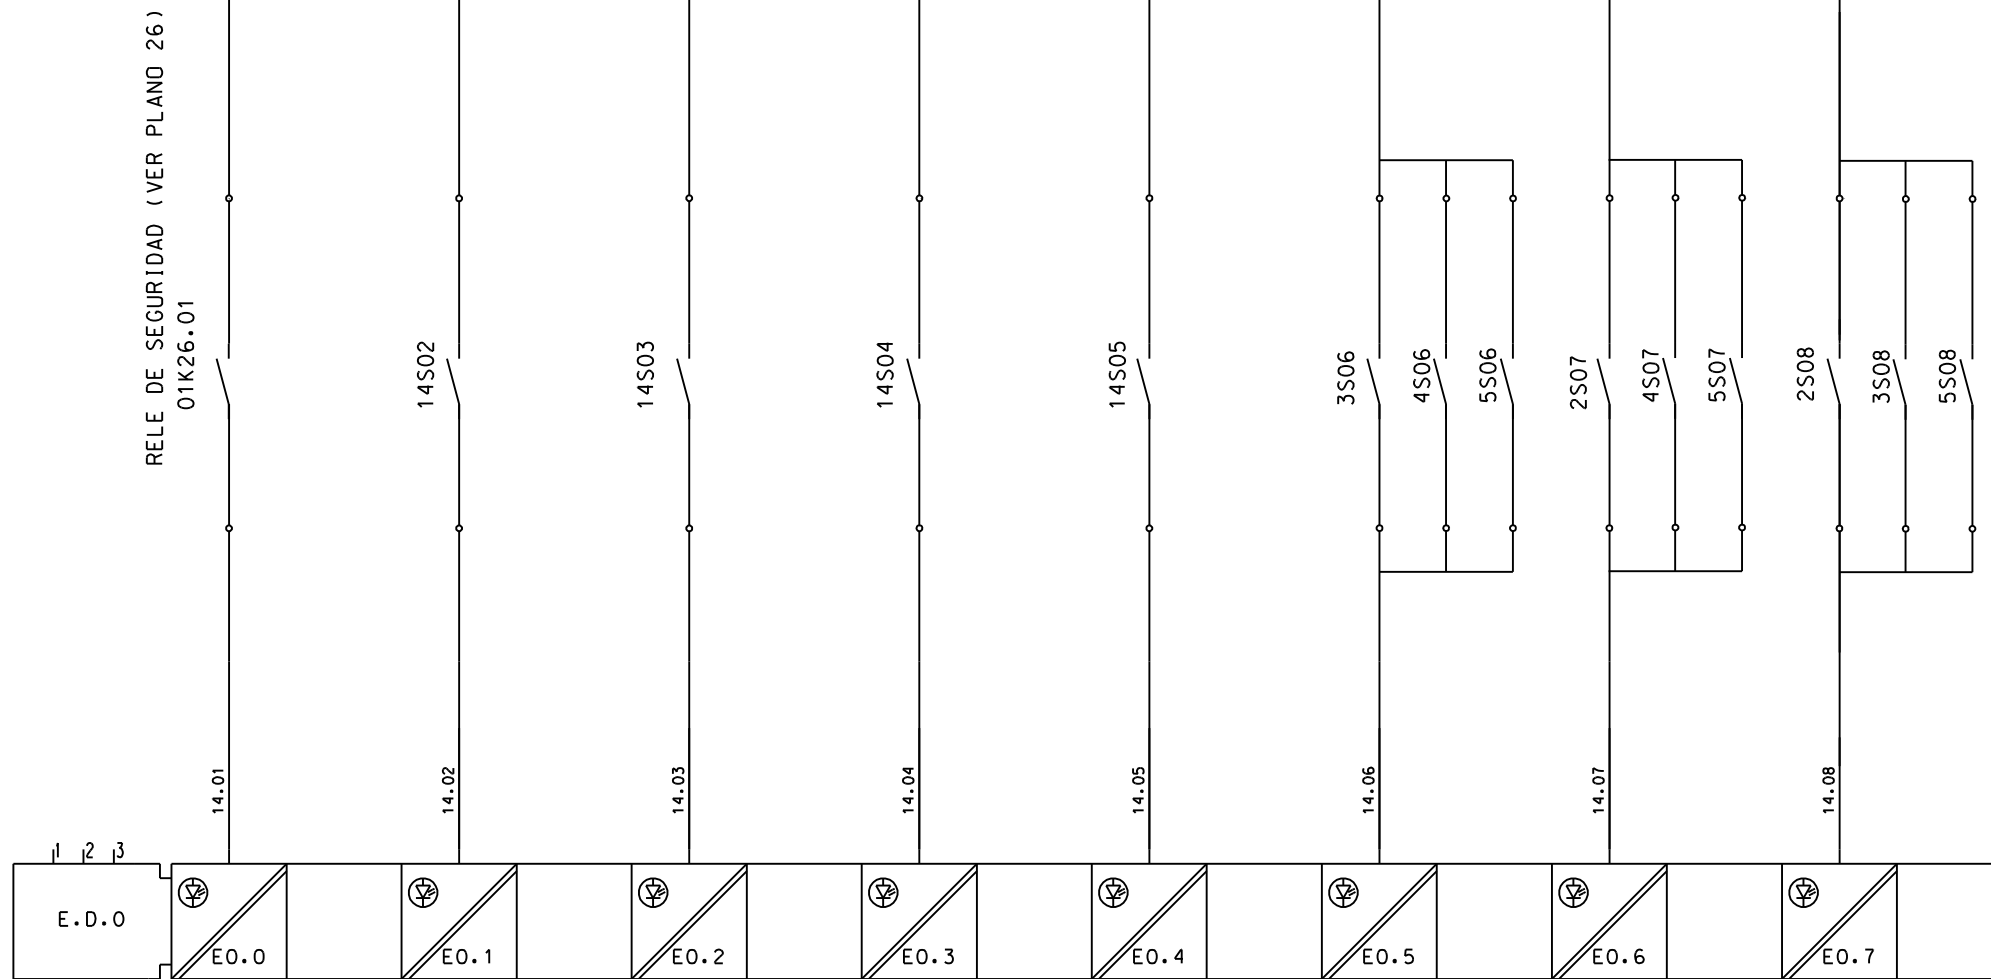 RELE DE SEGURIDAD (VER PLANO 26)
01K26.01
14S02
14S03
14S04
14S05
3S06
4S06
5S06
2S07
4S07
5S07
2S08
3S08
5S08
14.01
14.02
14.03
14.04
14.05
14.06
14.07
14.08
1 2 3
E.D.0
E0.0
E0.1
E0.2
E0.3
E0.4
E0.5
E0.6
E0.7